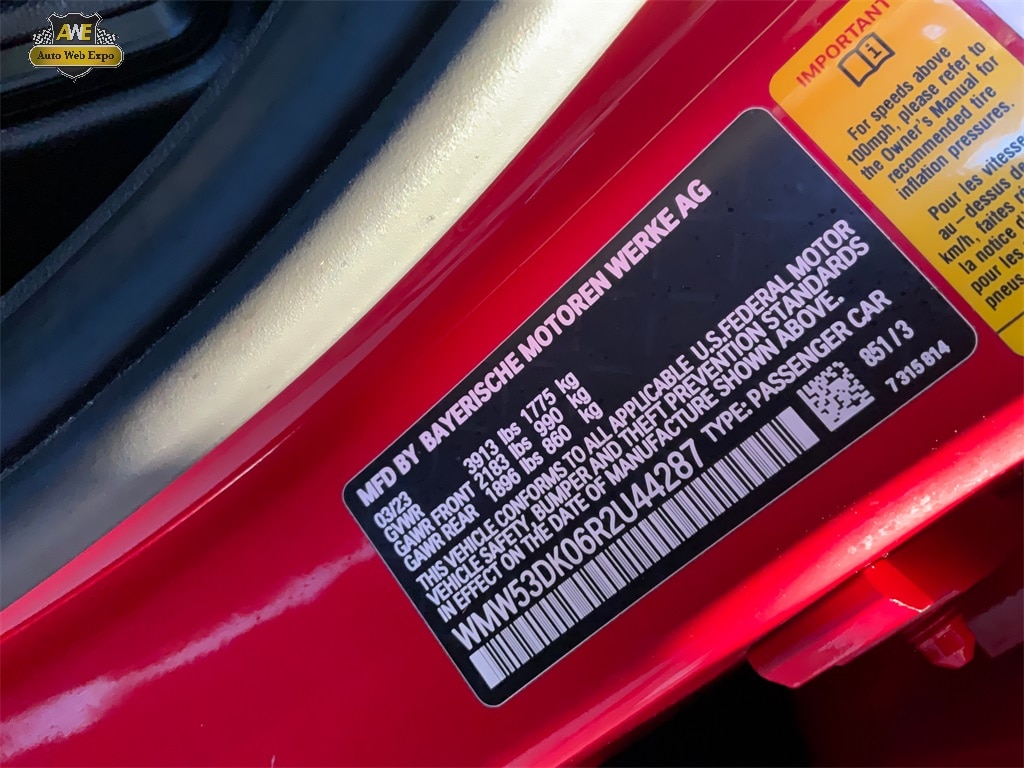 AWE
Auto Web Expo
IMPORTANT
i
For speeds above
100mph, please refer to
the Owner's Manual for
recommended tire
inflation pressures.
Pour les vitesse
au-dessus de
km/h, faites
la notice
pour les
pneus
MFD BY BAYERISCHE MOTOREN WERKE AG
03/23
GVWR 3913 lbs 1775 kg
GAWR FRONT 2183 lbs 990 kg
GAWR REAR 1896 lbs 860 kg
THIS VEHICLE CONFORMS TO ALL APPLICABLE U.S.FEDERAL MOTOR
VEHICLE SAFETY, BUMPER AND THEFT PREVENTION STANDARDS
IN EFFECT ON THE DATE OF MANUFACTURE SHOWN ABOVE.
WMW53DK06R2U44287 TYPE: PASSENGER CAR
851/3
7315814